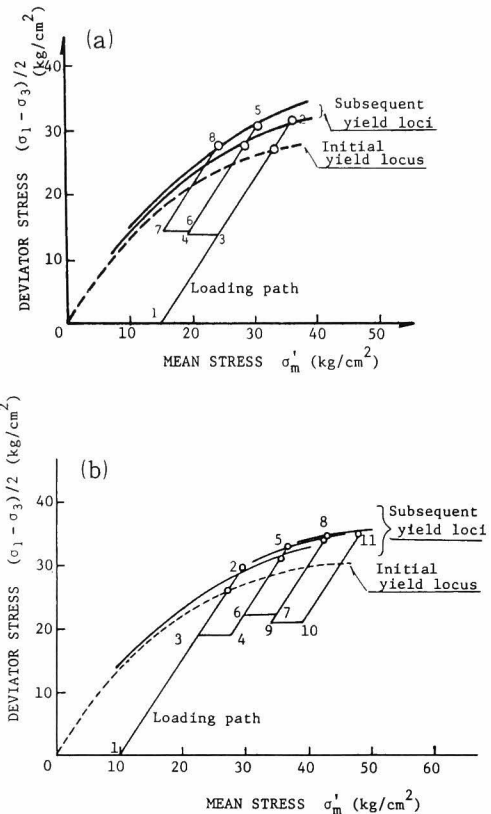 (a)
DEVIATOR STRESS (σ₁ - σ₃)/2 (kg/cm²)
40
30
20
10
0
5
8
2
6
7
4
3
1
Subsequent
yield loci
Initial
yield locus
Loading path
0 10 20 30 40 50
MEAN STRESS σ'm (kg/cm²)
(b)
DEVIATOR STRESS (σ₁ - σ₃)/2 (kg/cm²)
40
30
20
10
0
8
5
2
11
6
7
3
4
9
10
1
Subsequent
yield loci
Initial
yield locus
Loading path
10 20 30 40 50 60
MEAN STRESS σ'm (kg/cm²)